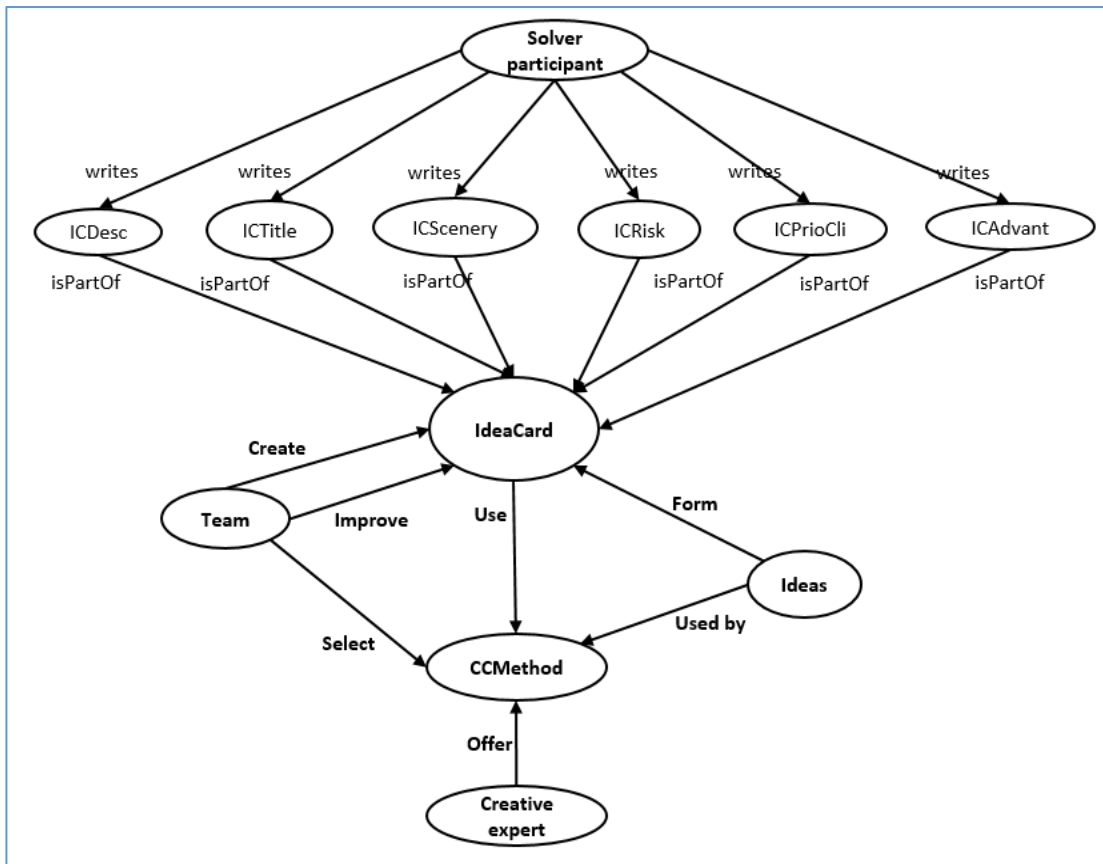 Solver
participant
writes
writes
writes
writes
writes
writes
ICDesc
ICTitle
ICScenery
ICRisk
ICPrioCli
ICAdvant
isPartOf
isPartOf
isPartOf
isPartOf
isPartOf
isPartOf
IdeaCard
Create
Team
Improve
Use
Form
Ideas
Used by
Select
CCMethod
Offer
Creative
expert